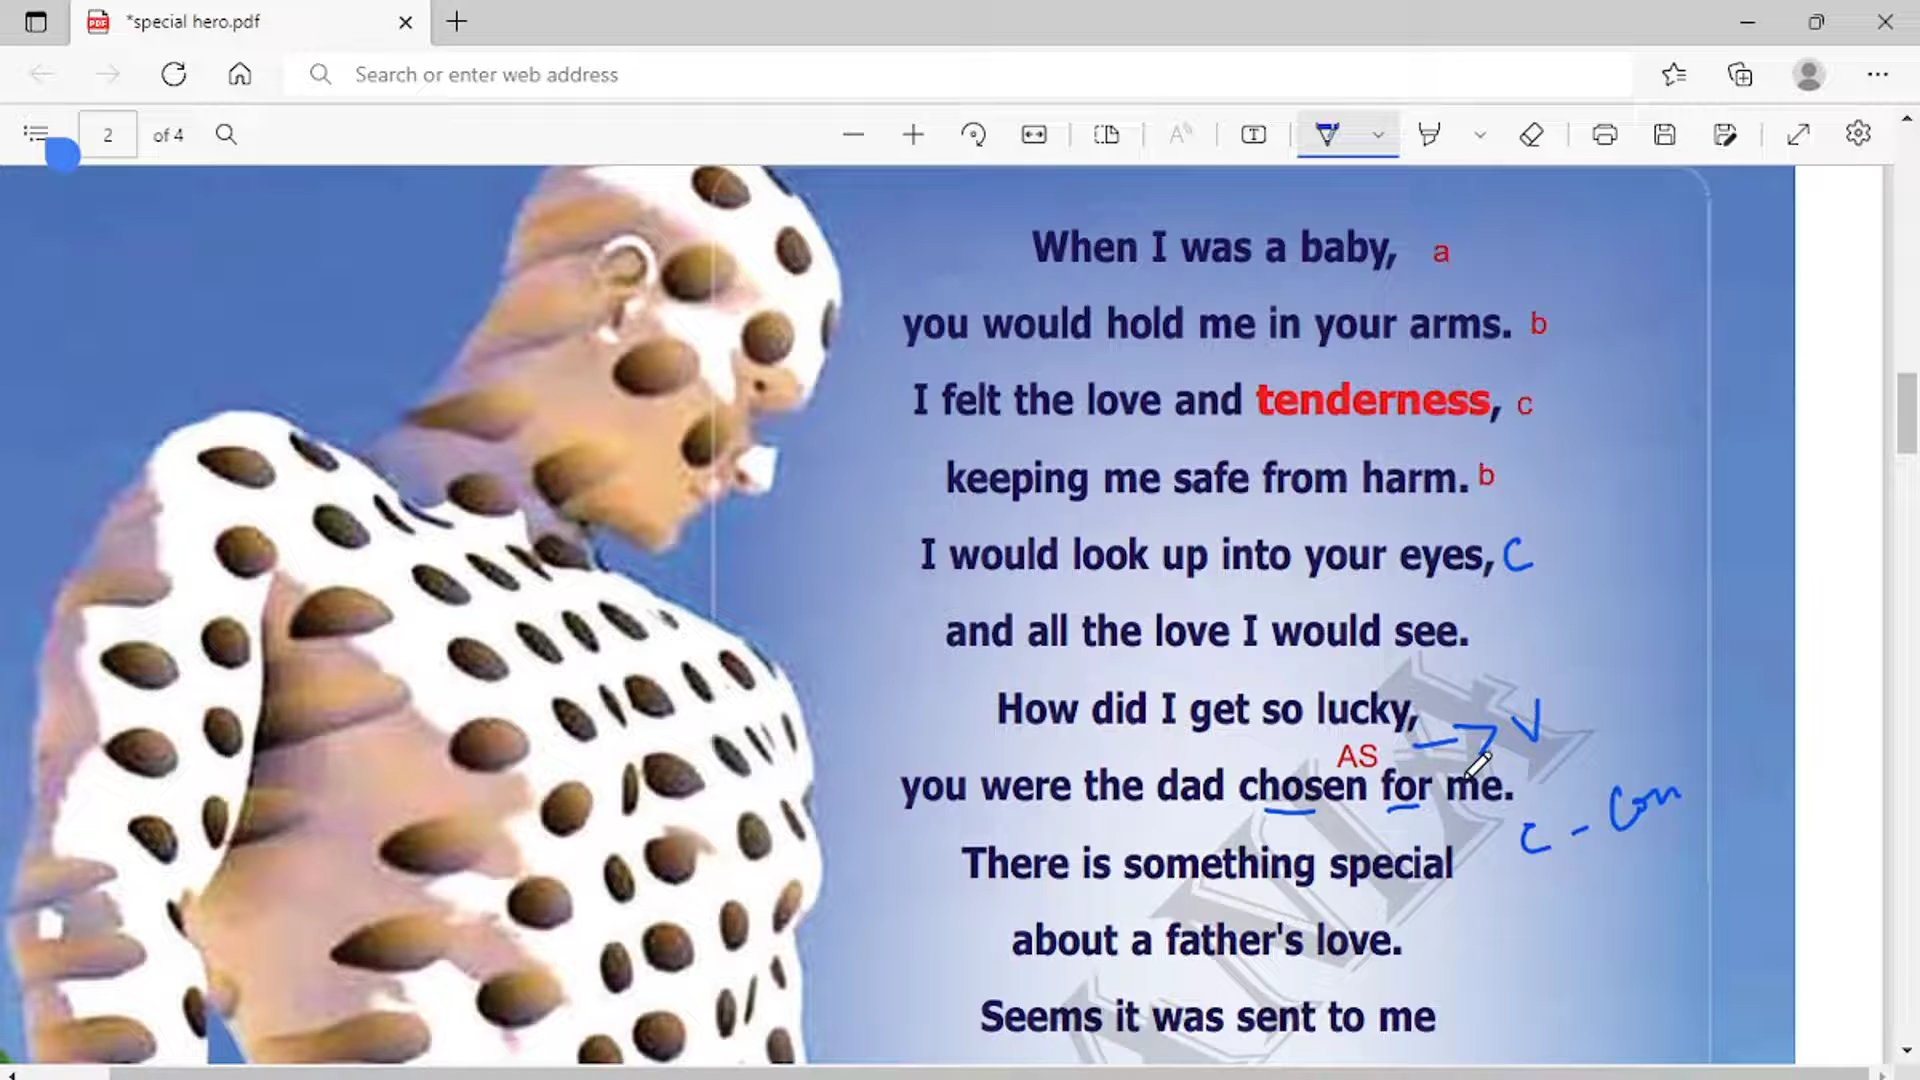 *special hero.pdf
Search or enter web address
2 of 4
When I was a baby, a
you would hold me in your arms. b
I felt the love and tenderness, c
keeping me safe from harm. b
I would look up into your eyes, C
and all the love I would see.
How did I get so lucky, V
AS
you were the dad chosen for me.
C - Con
There is something special
about a father's love.
Seems it was sent to me